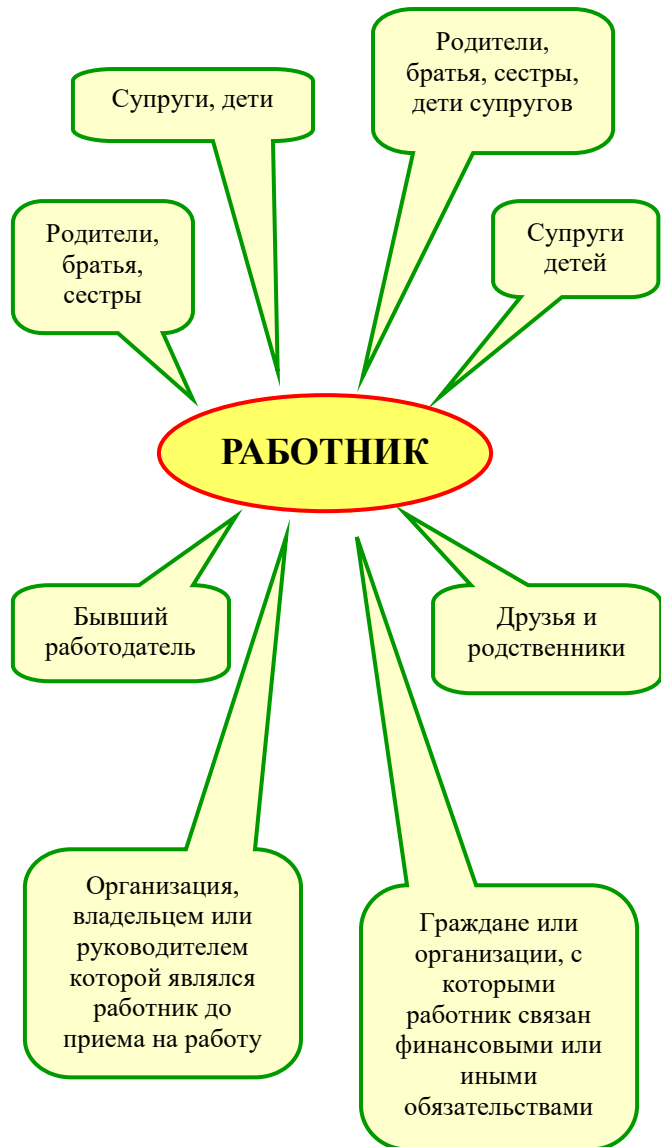 Супруги, дети
Родители,
братья, сестры,
дети супругов
Родители,
братья,
сестры
Супруги
детей
РАБОТНИК
Бывший
работодатель
Друзья и
родственники
Организация,
владельцем или
руководителем
которой являлся
работник до
приема на работу
Граждане или
организации, с
которыми
работник связан
финансовыми или
иными
обязательствами